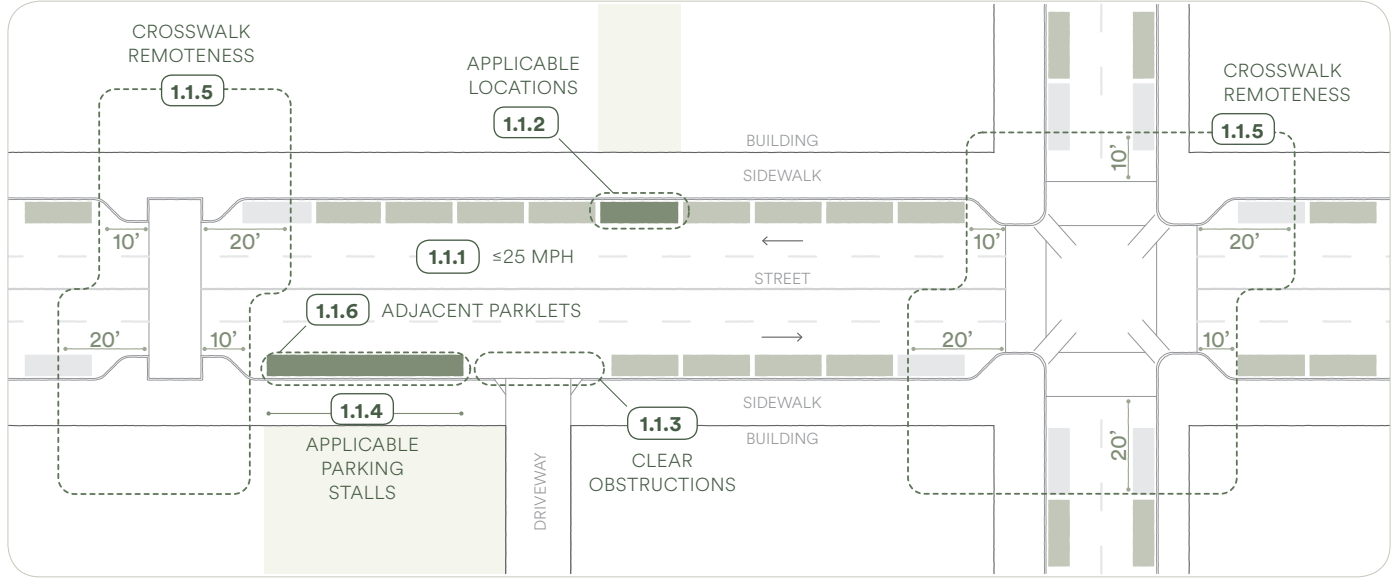 CROSSWALK
REMOTENESS
1.1.5
APPLICABLE
LOCATIONS
1.1.2
CROSSWALK
REMOTENESS
1.1.5
BUILDING
SIDEWALK
10’
10’
20’
10’
20’
1.1.1 ≤25 MPH
STREET
1.1.6 ADJACENT PARKLETS
20’
10’
20’
10’
1.1.4
APPLICABLE
PARKING
STALLS
DRIVEWAY
1.1.3
CLEAR
OBSTRUCTIONS
SIDEWALK
BUILDING
20’